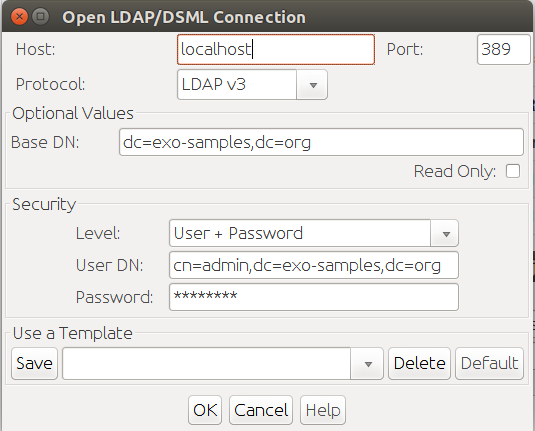 Open LDAP/DSML Connection
Host: localhost Port: 389
Protocol: LDAP v3
Optional Values
Base DN: dc=exo-samples,dc=org
Read Only:
Security
Level: User + Password
User DN: cn=admin,dc=exo-samples,dc=org
Password: ********
Use a Template
Save Delete Default
OK Cancel Help